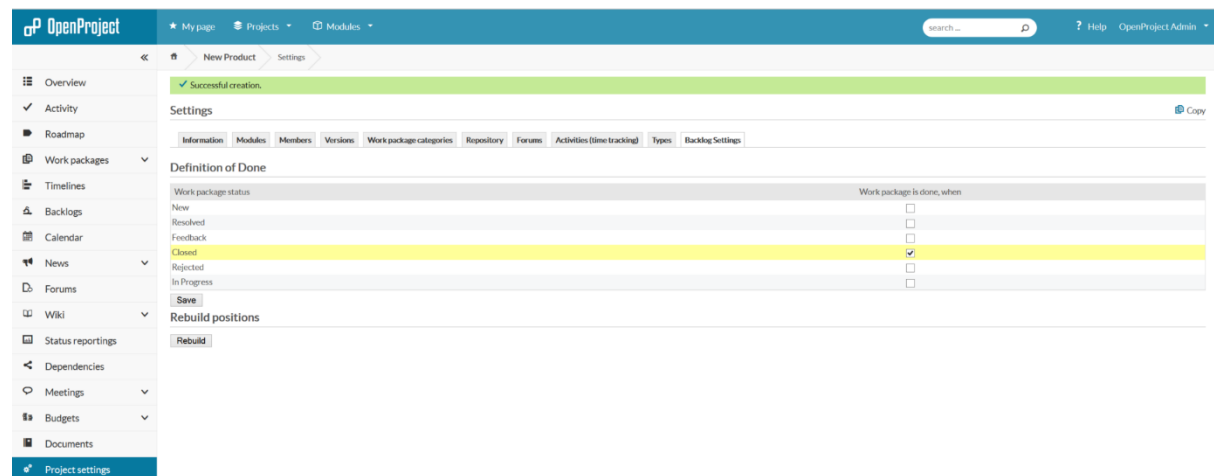 OpenProject
My page Projects Modules search ... ? Help OpenProject Admin
New Product Settings
Successful creation.
Settings
Copy
Information Modules Members Versions Work package categories Repository Forums Activities (time tracking) Types Backlog Settings
Definition of Done
Work package status Work package is done, when
New
Resolved
Feedback
Closed
Rejected
In Progress
Save
Rebuild positions
Rebuild
Overview
Activity
Roadmap
Work packages
Timelines
Backlogs
Calendar
News
Forums
Wiki
Status reportings
Dependencies
Meetings
Budgets
Documents
Project settings